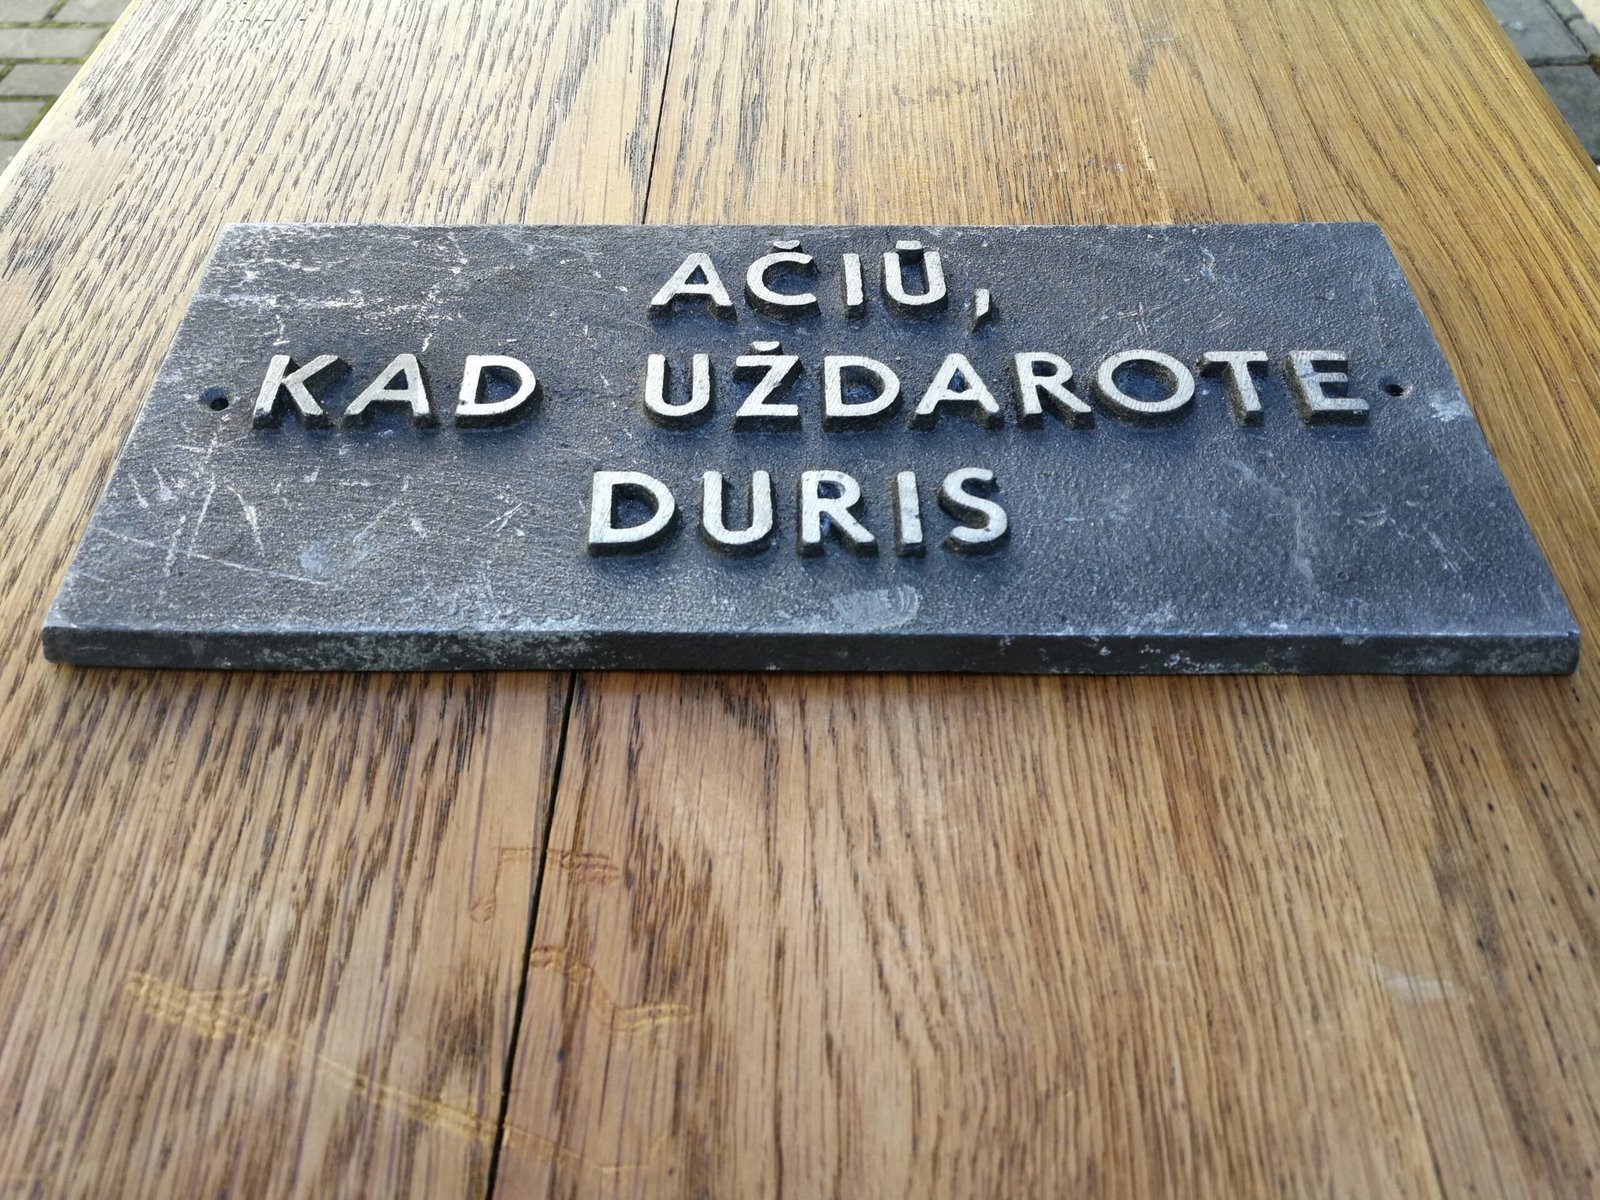 AČIŪ,
KAD UŽDAROTE
DURIS